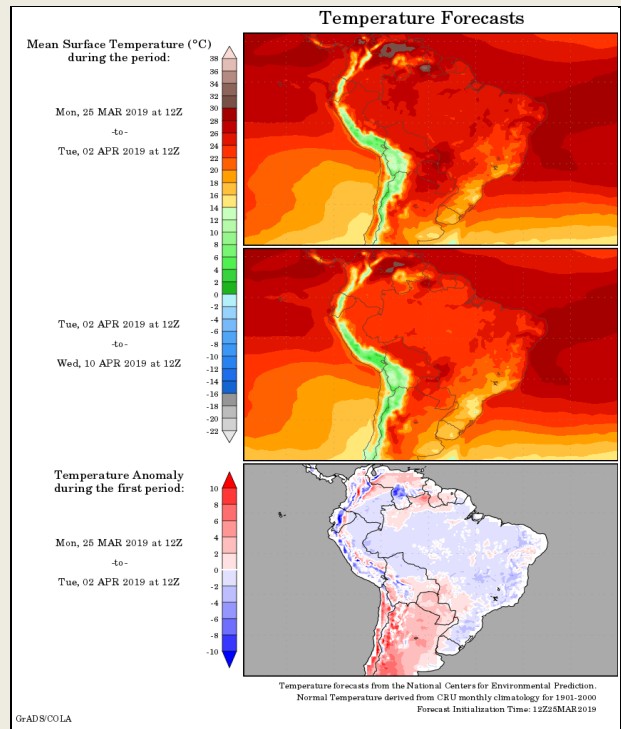 Temperature Forecasts
Mean Surface Temperature (°C)
during the period:
Mon, 25 MAR 2019 at 12Z
-to-
Tue, 02 APR 2019 at 12Z
38
36
34
32
30
28
26
24
22
20
18
16
14
12
10
8
6
4
2
0
-2
-4
-6
-8
-10
-12
-14
-16
-17
-20
-22
Tue, 02 APR 2019 at 12Z
-to-
Wed, 10 APR 2019 at 12Z
Temperature Anomaly
during the first period:
Mon, 25 MAR 2019 at 12Z
-to-
Tue, 02 APR 2019 at 12Z
10
8
6
4
2
0
-2
-4
-6
-8
-10
Temperature forecasts from the National Centers for Environmental Prediction.
Normal Temperature derived from CRU monthly climatology for 1901-2000
Forecast Initialization Time: 12Z25MAR2019
GrADS/COLA